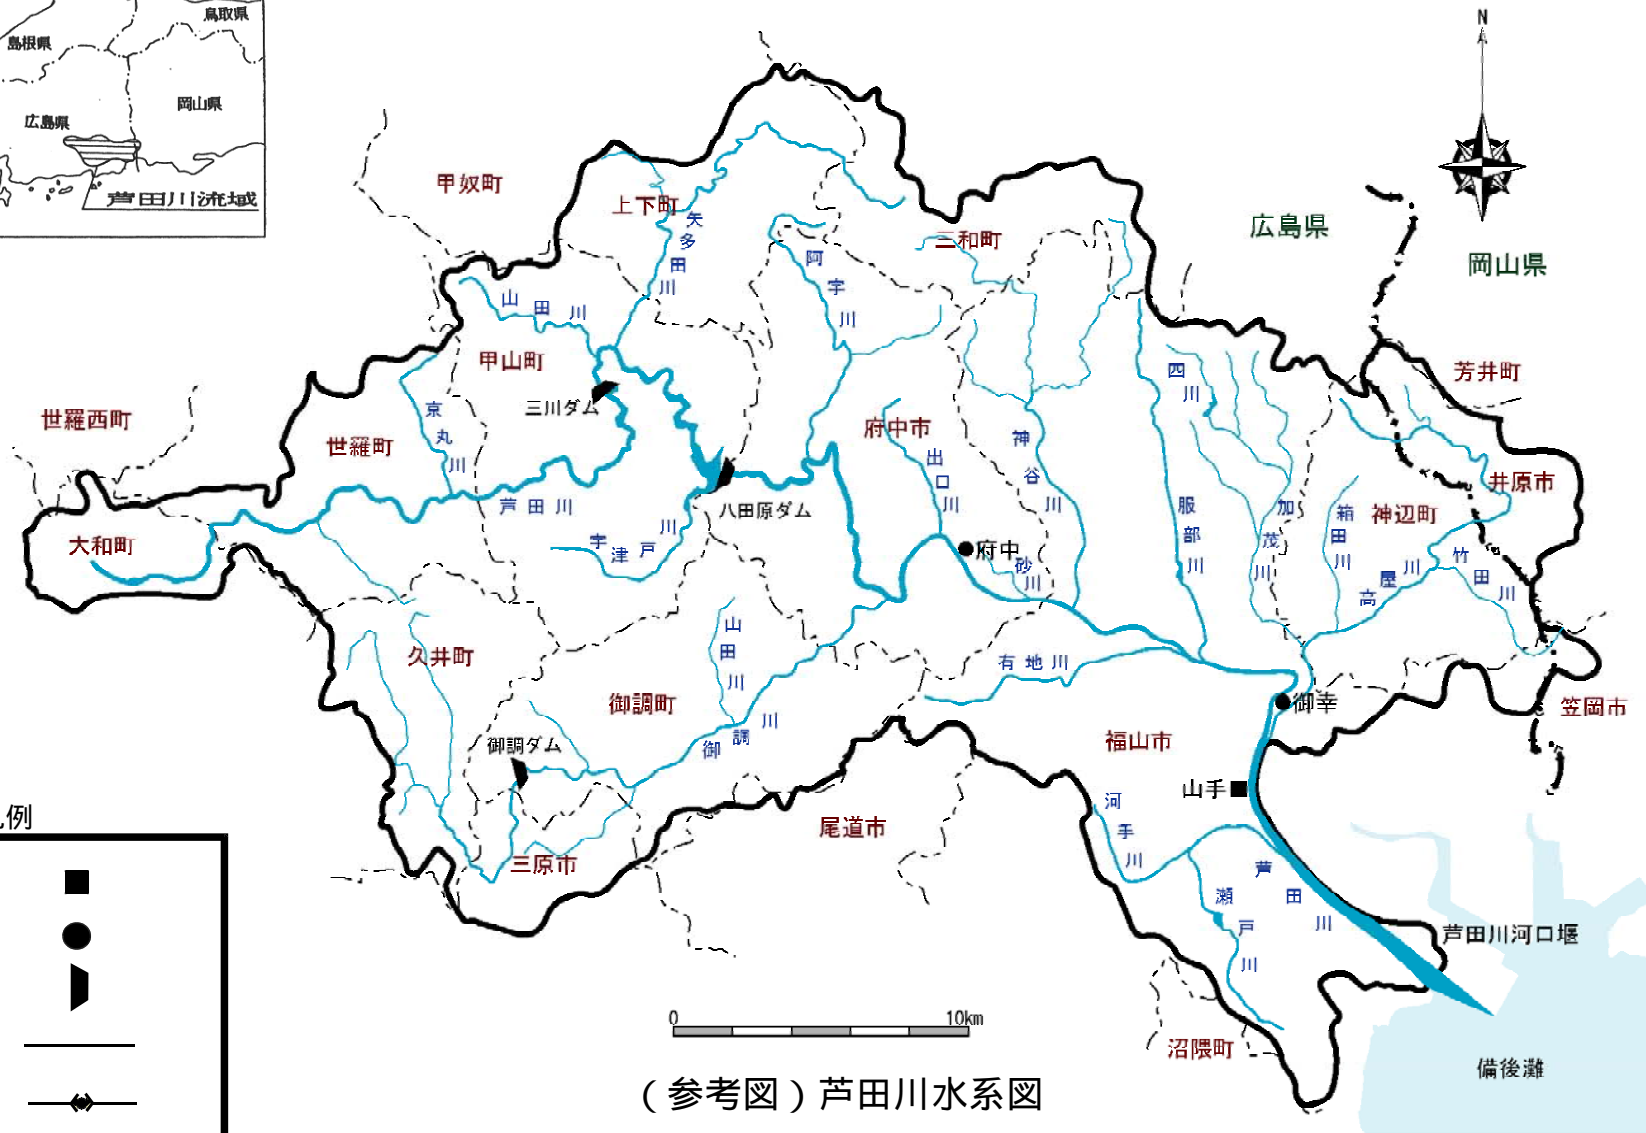 鳥取県
島根県
岡山県
広島県
芦田川流域
N
甲奴町
上下町
矢多田川
三和町
広島県
岡山県
阿字川
山田川
甲山町
三川ダム
芳井町
世羅西町
世羅町
京丸川
四川
府中市
出口川
神谷川
井原市
芦田川
八田原ダム
服部川
加茂川
箱田川
神辺町
大和町
宇津戸川
府中
砂川
高屋川
竹田川
久井町
山田川
有地川
御調町
御調川
御調ダム
御幸
笠岡市
福山市
山手
河手川
尾道市
三原市
凡例
芦田川
瀬戸川
芦田川河口堰
0 10km
沼隈町
備後灘
(参考図)芦田川水系図